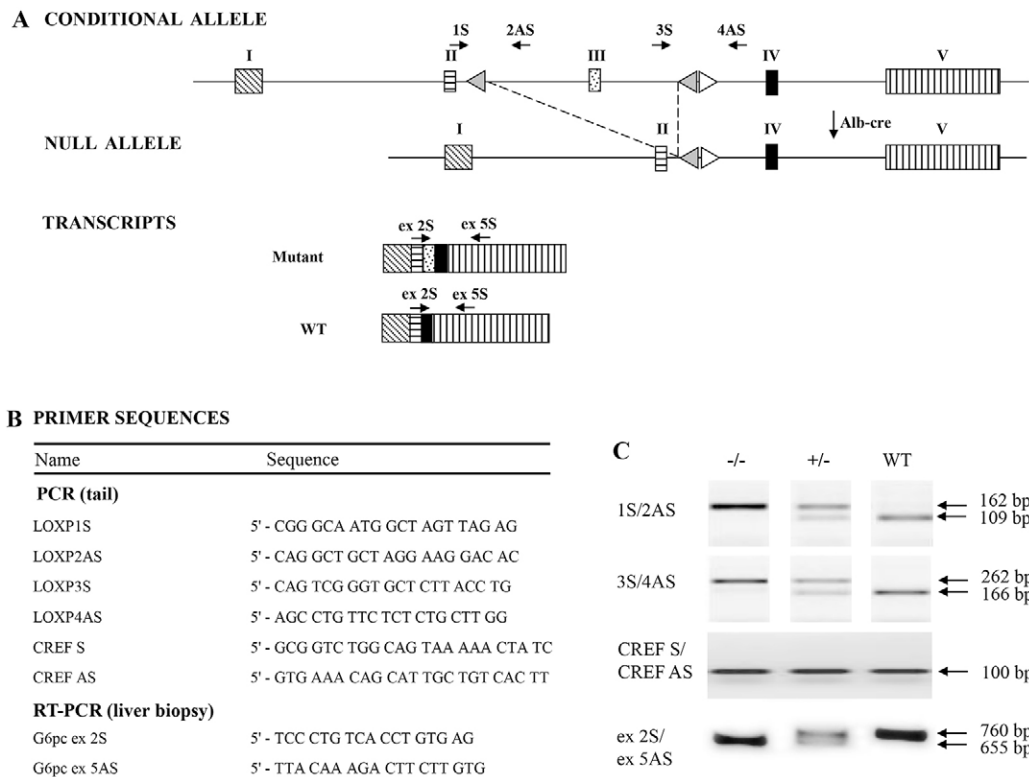 A CONDITIONAL ALLELE
1S 2AS 3S 4AS
I II III IV V
Alb-cre
NULL ALLELE
I II IV V
TRANSCRIPTS
ex 2S ex 5S
Mutant
ex 2S ex 5S
WT
B PRIMER SEQUENCES
Name Sequence
PCR (tail)
LOXP1S 5' - CGG GCA ATG GCT AGT TAG AG
LOXP2AS 5' - CAG GCT GCT AGG AAG GAC AC
LOXP3S 5' - CAG TCG GGT GCT CTT ACC TG
LOXP4AS 5' - AGC CTG TTC TCT CTG CTT GG
CREF S 5' - GCG GTC TGG CAG TAA AAA CTA TC
CREF AS 5' - GTG AAA CAG CAT TGC TGT CAC TT
RT-PCR (liver biopsy)
G6pc ex 2S 5' - TCC CTG TCA CCT GTG AG
G6pc ex 5AS 5' - TTA CAA AGA CTT CTT GTG
C
-/- +/- WT
1S/2AS 162 bp
109 bp
3S/4AS 262 bp
166 bp
CREF S/
CREF AS 100 bp
ex 2S/ 760 bp
ex 5AS 655 bp